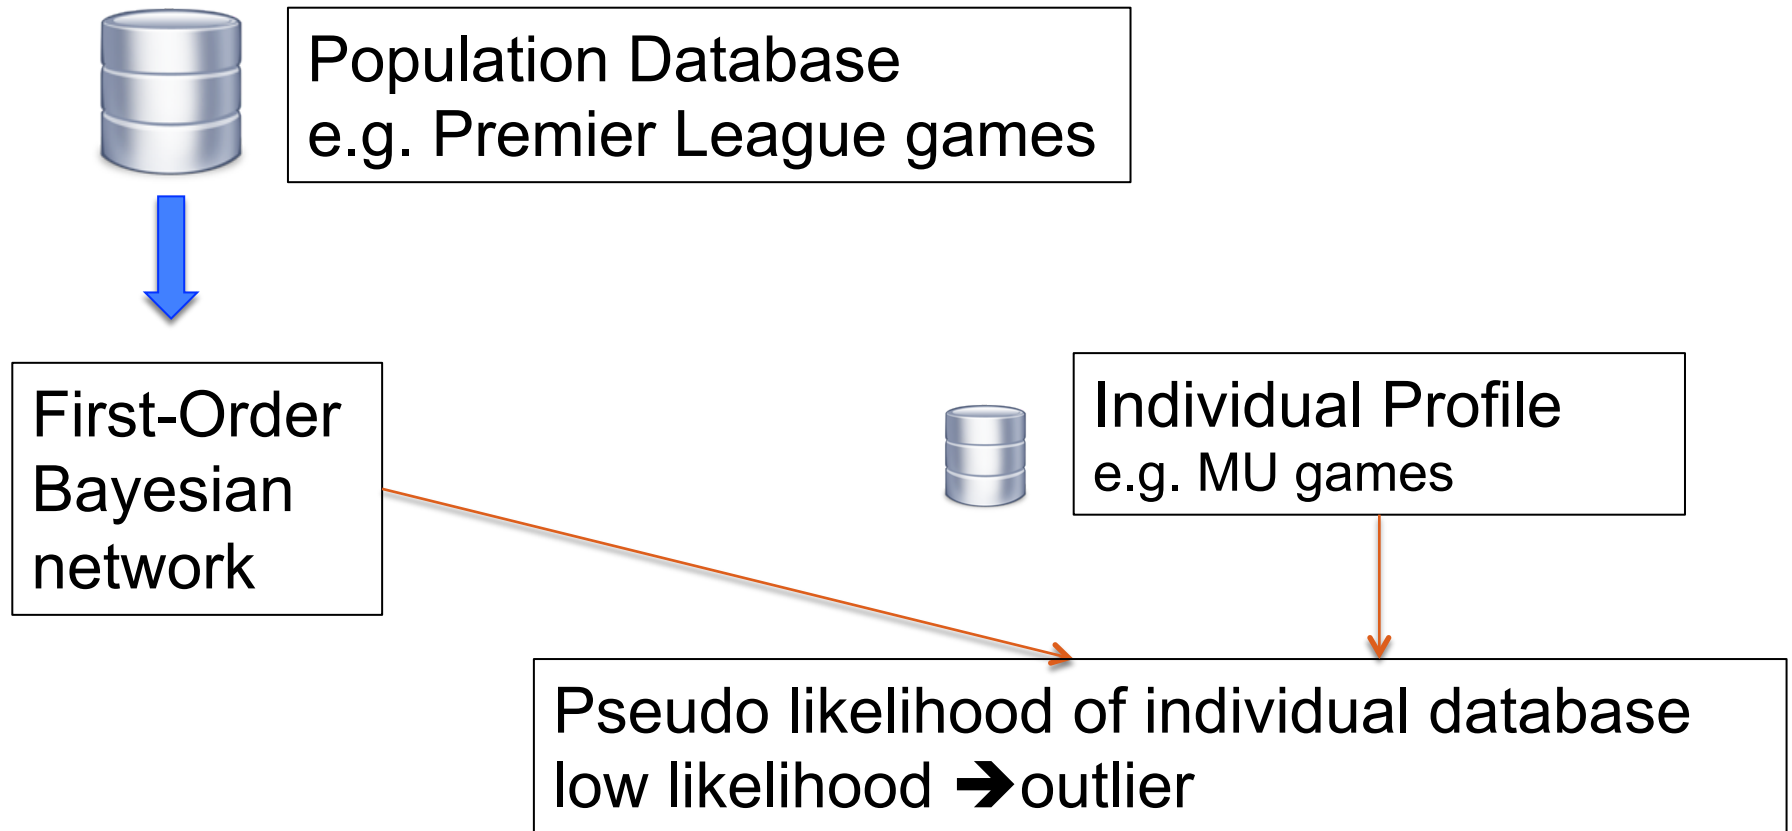 Population Database
e.g. Premier League games
First-Order
Bayesian
network
Individual Profile
e.g. MU games
Pseudo likelihood of individual database
low likelihood ➔outlier